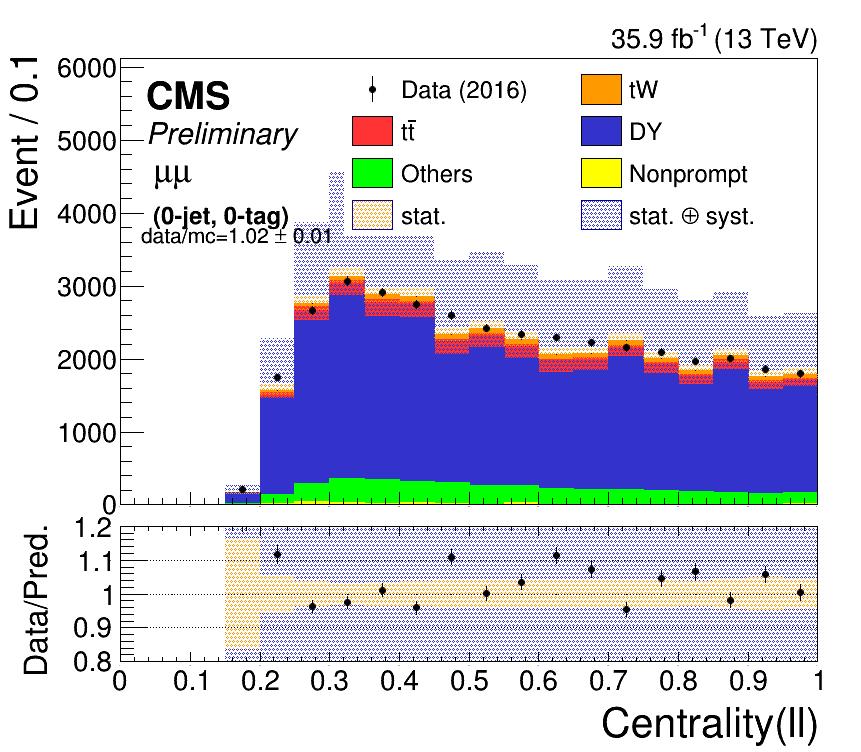 35.9 fb⁻¹ (13 TeV)
Event / 0.1
6000
5000
4000
3000
2000
1000
0
CMS
Preliminary
μμ
(0-jet, 0-tag)
data/mc=1.02 ± 0.01
Data (2016)
tW
tt̄
DY
Others
Nonprompt
stat.
stat. ⊕ syst.
Data/Pred.
1.2
1.1
1
0.9
0.8
0 0.1 0.2 0.3 0.4 0.5 0.6 0.7 0.8 0.9 1
Centrality(ll)